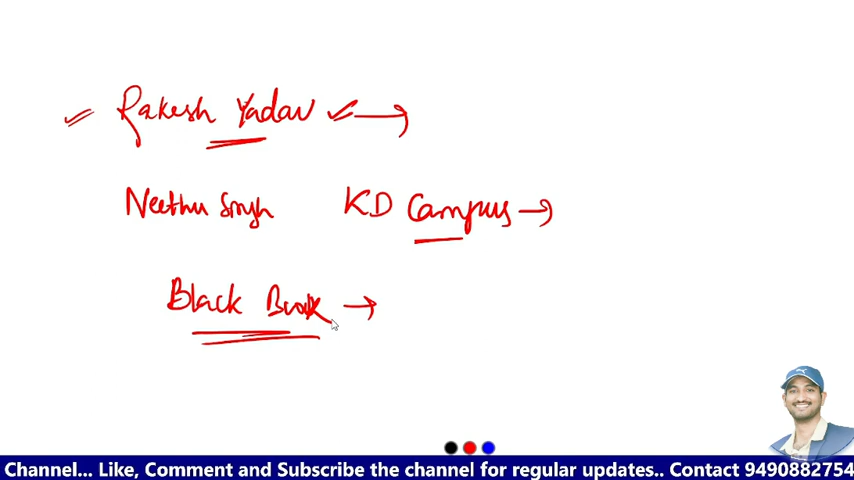 Rakesh Yadav
Neethu Singh KD Campus
Black Book
Channel... Like, Comment and Subscribe the channel for regular updates.. Contact 9490882754